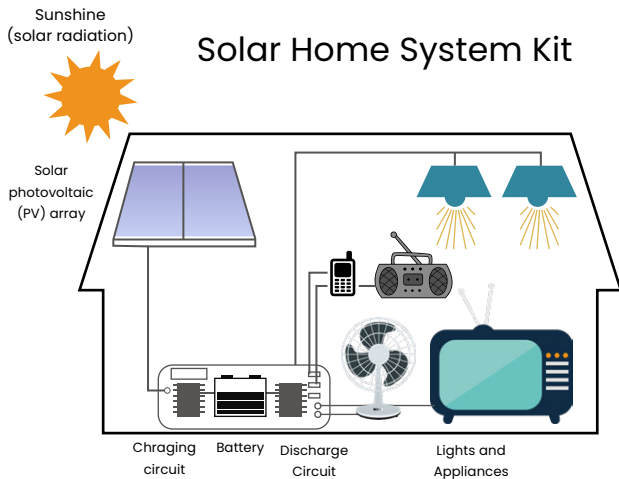 Sunshine
(solar radiation)
Solar Home System Kit
Solar
photovoltaic
(PV) array
Chraging
circuit
Battery
Discharge
Circuit
Lights and
Appliances